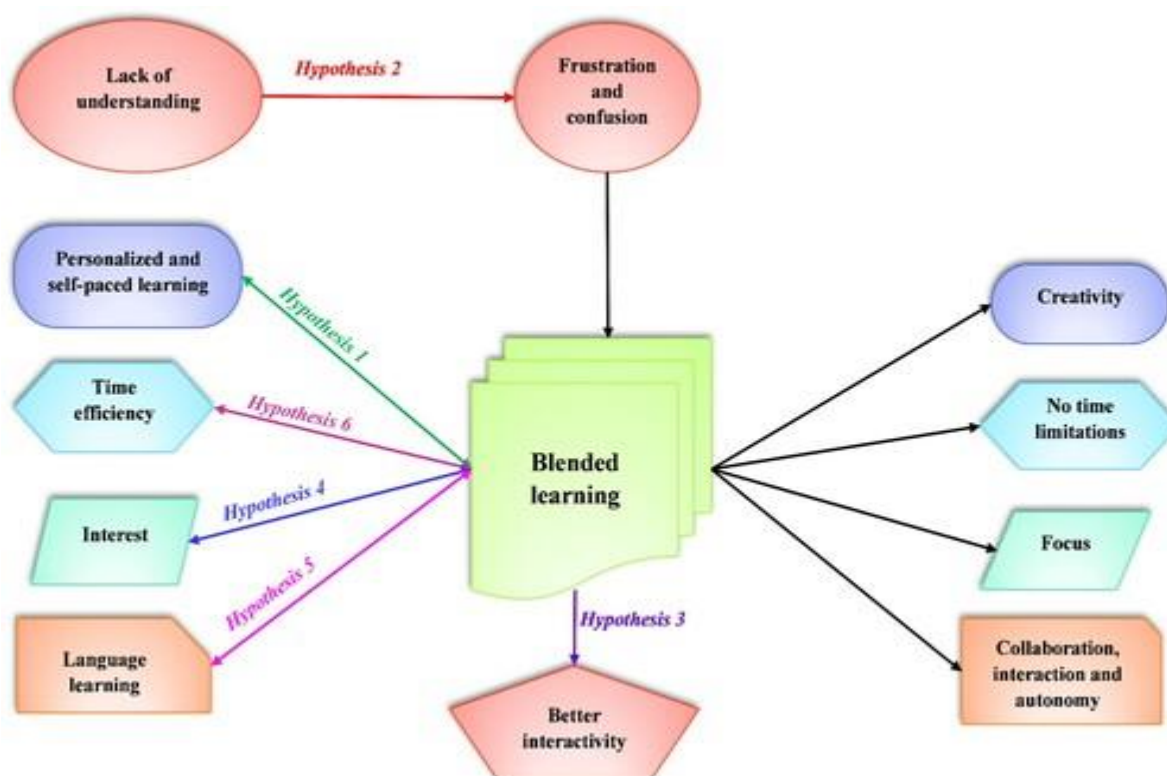 Lack of
understanding
Hypothesis 2
Frustration
and
confusion
Personalized and
self-paced learning
Hypothesis 1
Creativity
Time
efficiency
Hypothesis 6
No time
limitations
Blended
learning
Hypothesis 4
Interest
Focus
Hypothesis 5
Language
learning
Hypothesis 3
Collaboration,
interaction and
autonomy
Better
interactivity